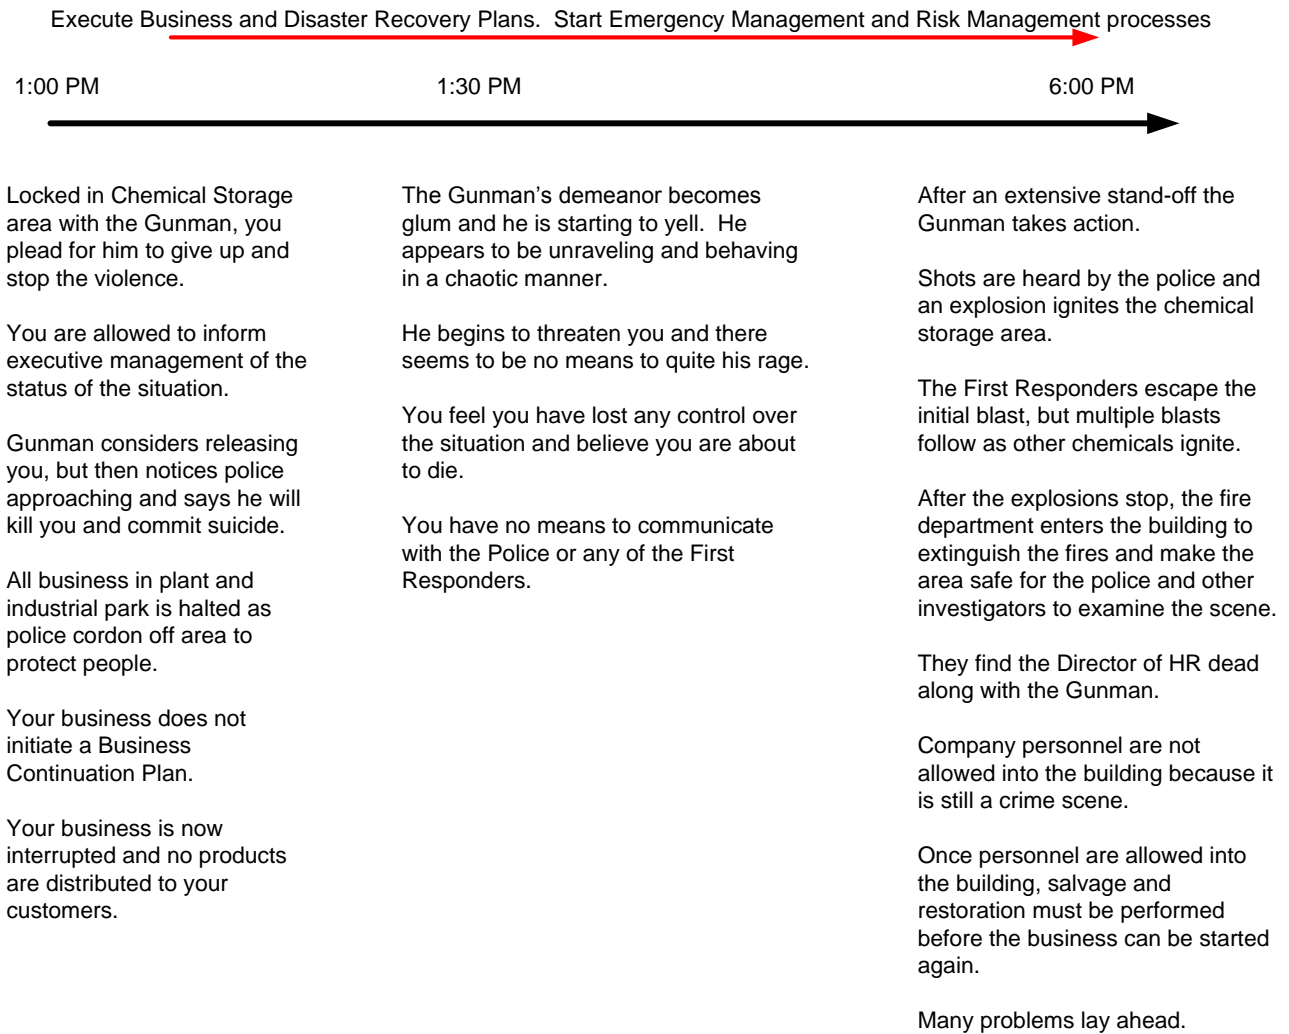 Execute Business and Disaster Recovery Plans.  Start Emergency Management and Risk Management processes
1:00 PM
1:30 PM
6:00 PM
Locked in Chemical Storage
area with the Gunman, you
plead for him to give up and
stop the violence.
You are allowed to inform
executive management of the
status of the situation.
Gunman considers releasing
you, but then notices police
approaching and says he will
kill you and commit suicide.
All business in plant and
industrial park is halted as
police cordon off area to
protect people.
Your business does not
initiate a Business
Continuation Plan.
Your business is now
interrupted and no products
are distributed to your
customers.
The Gunman’s demeanor becomes
glum and he is starting to yell.  He
appears to be unraveling and behaving
in a chaotic manner.
He begins to threaten you and there
seems to be no means to quite his rage.
You feel you have lost any control over
the situation and believe you are about
to die.
You have no means to communicate
with the Police or any of the First
Responders.
After an extensive stand-off the
Gunman takes action.
Shots are heard by the police and
an explosion ignites the chemical
storage area.
The First Responders escape the
initial blast, but multiple blasts
follow as other chemicals ignite.
After the explosions stop, the fire
department enters the building to
extinguish the fires and make the
area safe for the police and other
investigators to examine the scene.
They find the Director of HR dead
along with the Gunman.
Company personnel are not
allowed into the building because it
is still a crime scene.
Once personnel are allowed into
the building, salvage and
restoration must be performed
before the business can be started
again.
Many problems lay ahead.